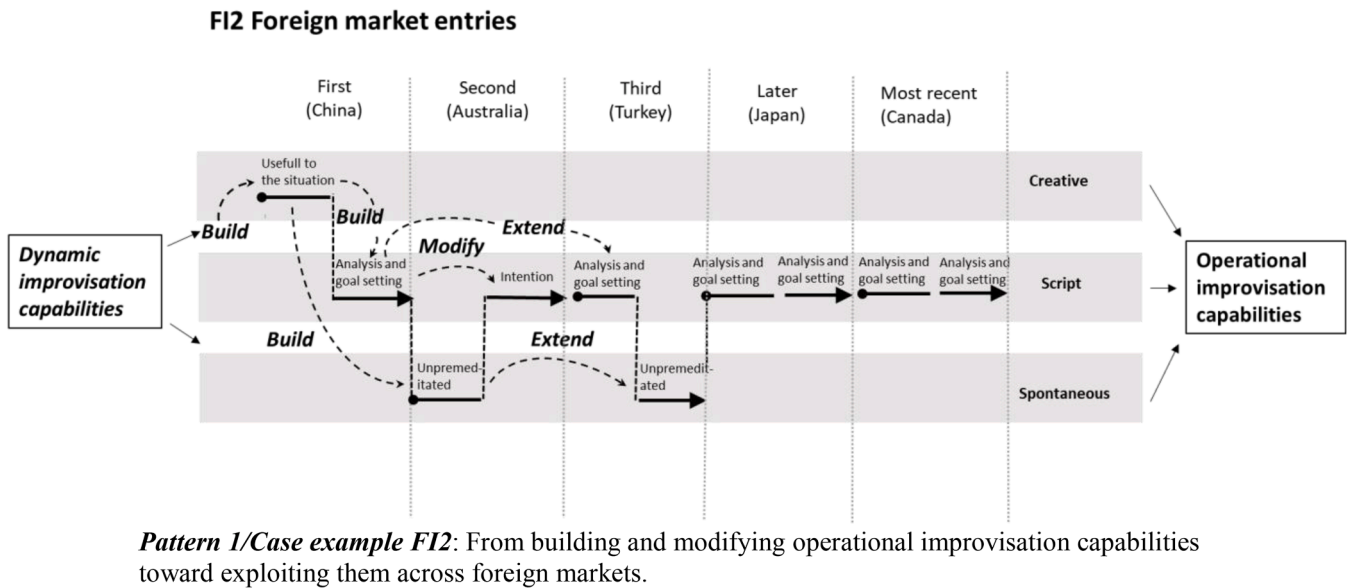 FI2 Foreign market entries
First
(China)
Second
(Australia)
Third
(Turkey)
Later
(Japan)
Most recent
(Canada)
Usefull to
the situation
Creative
Build
Build
Extend
Modify
Dynamic
improvisation
capabilities
Analysis and
goal setting
Intention
Analysis and
goal setting
Analysis and
goal setting
Analysis and
goal setting
Analysis and
goal setting
Analysis and
goal setting
Script
Operational
improvisation
capabilities
Build
Extend
Unpremed-
itated
Unpremedit-
ated
Spontaneous
Pattern 1/Case example FI2: From building and modifying operational improvisation capabilities
toward exploiting them across foreign markets.